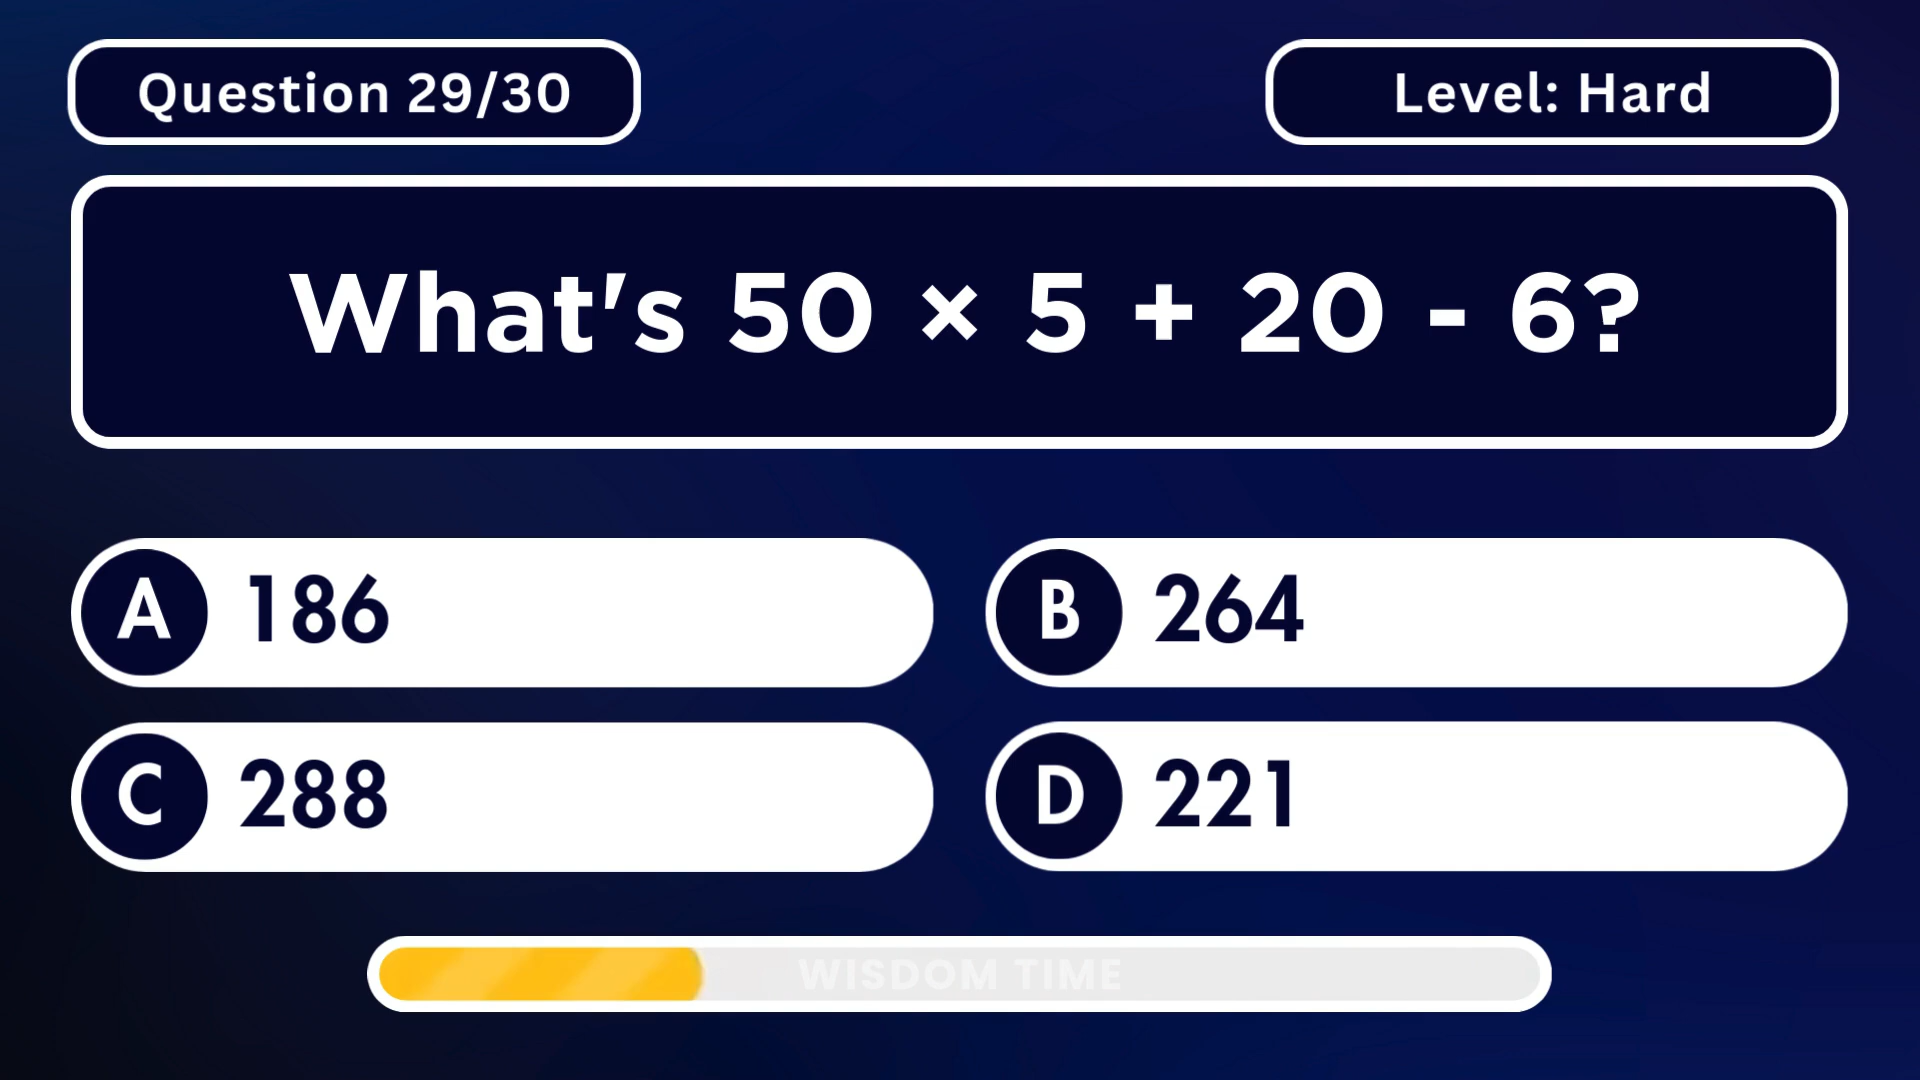 Question 29/30
Level: Hard
What's 50 × 5 + 20 - 6?
A 186
B 264
C 288
D 221
WISDOM TIME